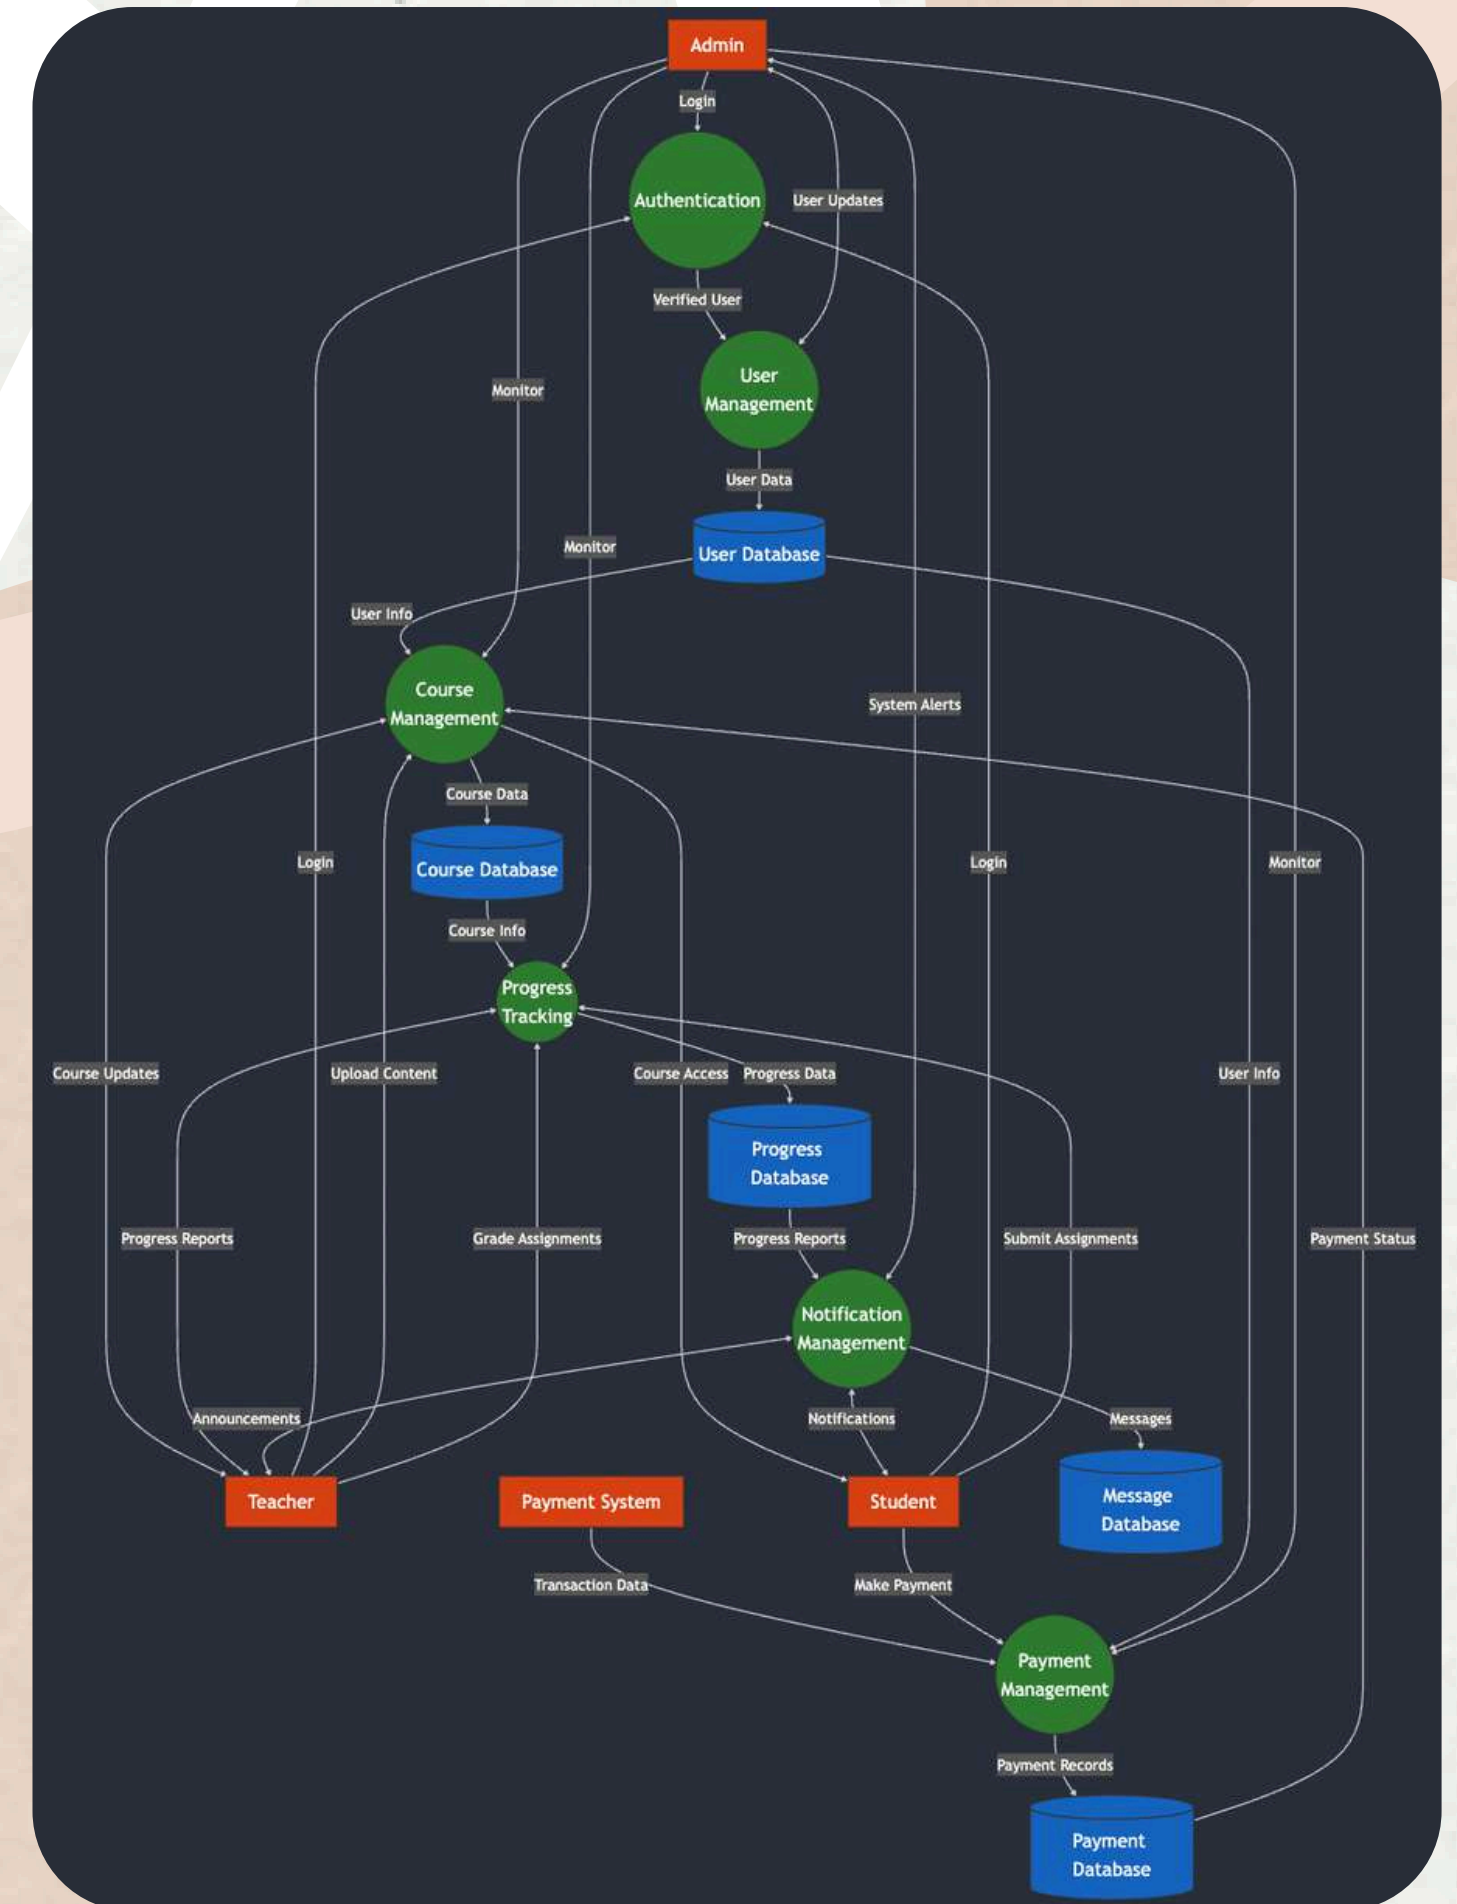 Admin
Login
Authentication
User Updates
Verified User
User
Management
Monitor
User Data
Monitor
User Database
User Info
Course
Management
System Alerts
Course Data
Login
Course Database
Login
Monitor
Course Info
Progress
Tracking
Course Updates
Upload Content
Course Access
Progress Data
User Info
Progress
Database
Progress Reports
Grade Assignments
Progress Reports
Submit Assignments
Payment Status
Notification
Management
Announcements
Notifications
Messages
Teacher
Payment System
Student
Message
Database
Transaction Data
Make Payment
Payment
Management
Payment Records
Payment
Database